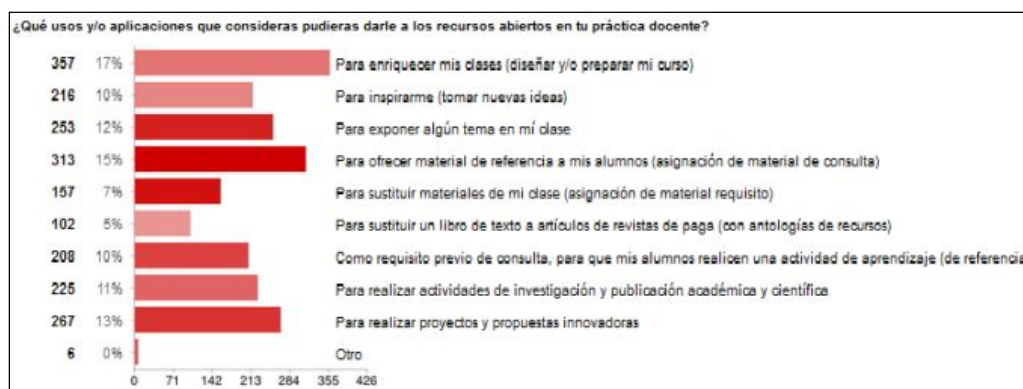 ¿Qué usos y/o aplicaciones que consideras pudieras darle a los recursos abiertos en tu práctica docente?
357 17% Para enriquecer mis clases (diseñar y/o preparar mi curso)
216 10% Para inspirarme (tomar nuevas ideas)
253 12% Para exponer algún tema en mí clase
313 15% Para ofrecer material de referencia a mis alumnos (asignación de material de consulta)
157 7% Para sustituir materiales de mi clase (asignación de material requisito)
102 5% Para sustituir un libro de texto a artículos de revistas de paga (con antologías de recursos)
208 10% Como requisito previo de consulta, para que mis alumnos realicen una actividad de aprendizaje (de referencia
225 11% Para realizar actividades de investigación y publicación académica y científica
267 13% Para realizar proyectos y propuestas innovadoras
6 0% Otro
0 71 142 213 284 355 426